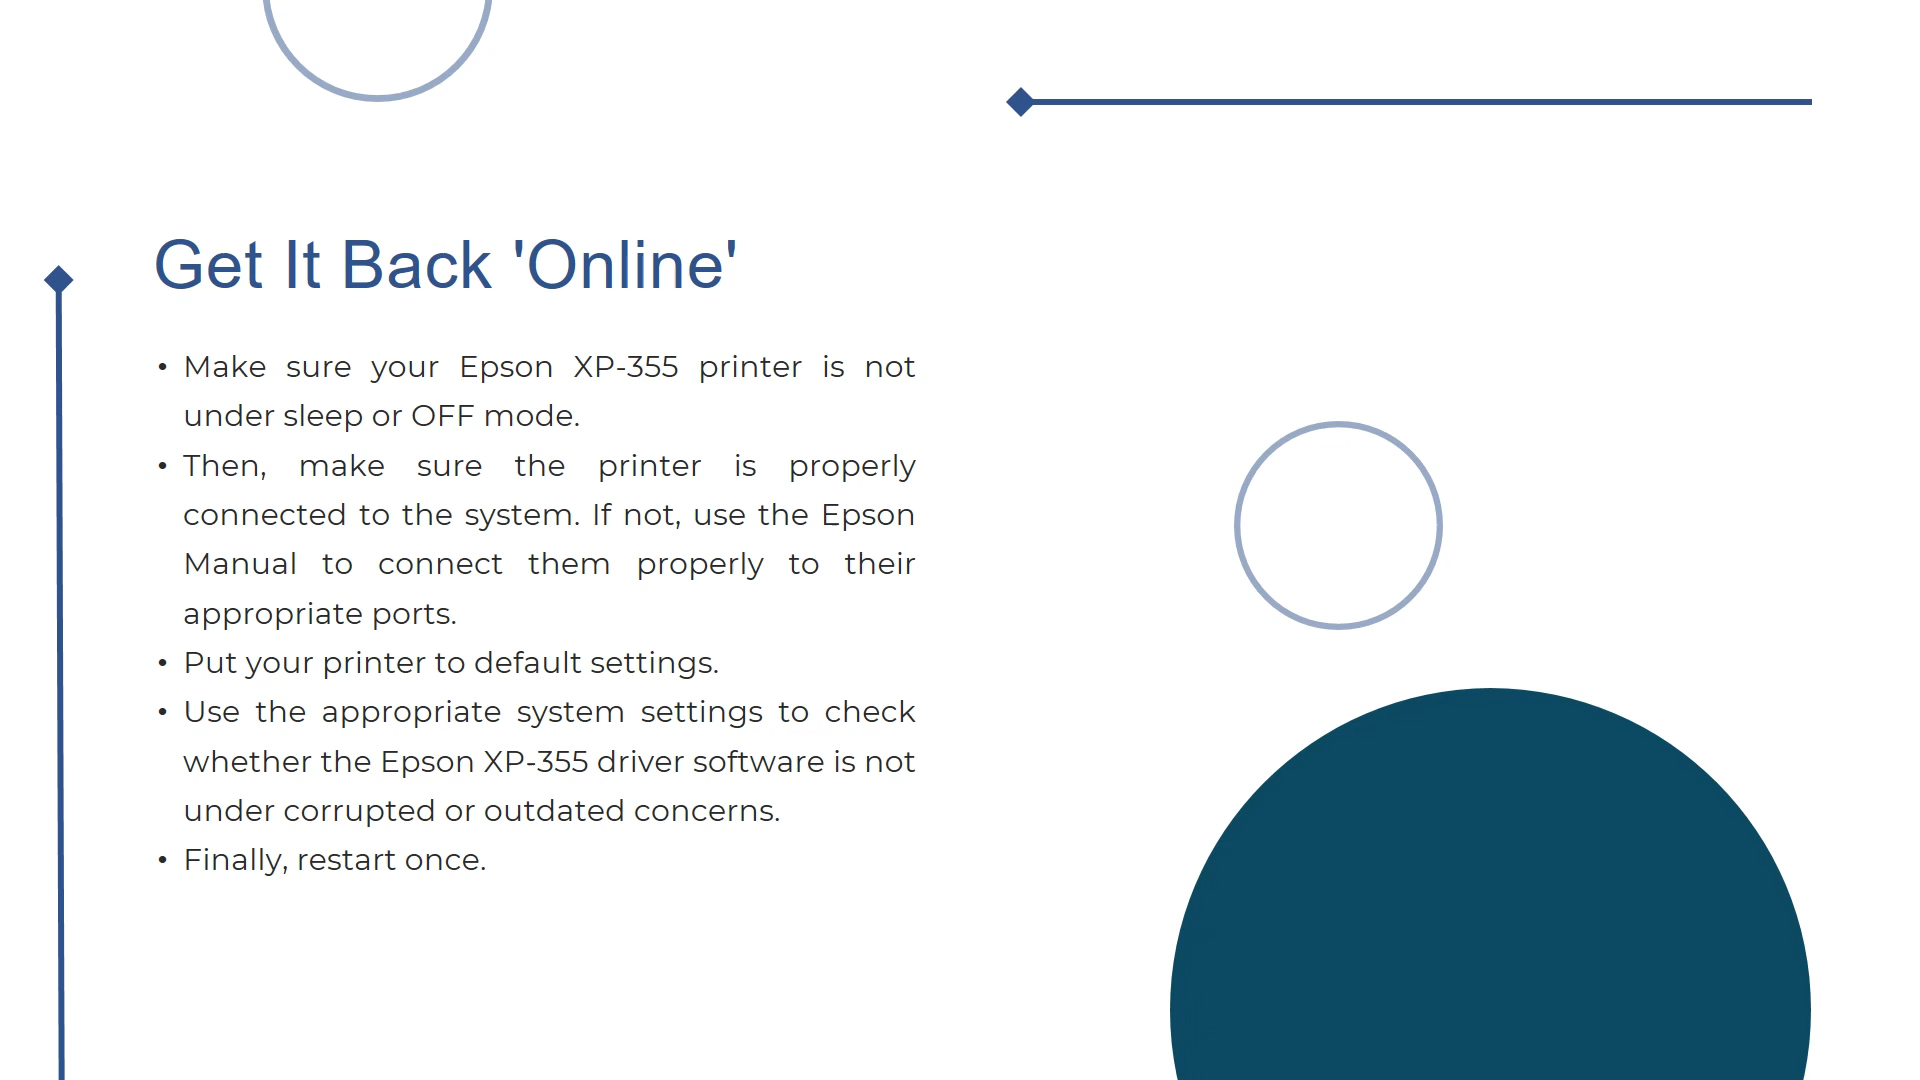 Get It Back 'Online'
• Make sure your Epson XP-355 printer is not
under sleep or OFF mode.
• Then, make sure the printer is properly
connected to the system. If not, use the Epson
Manual to connect them properly to their
appropriate ports.
• Put your printer to default settings.
• Use the appropriate system settings to check
whether the Epson XP-355 driver software is not
under corrupted or outdated concerns.
• Finally, restart once.